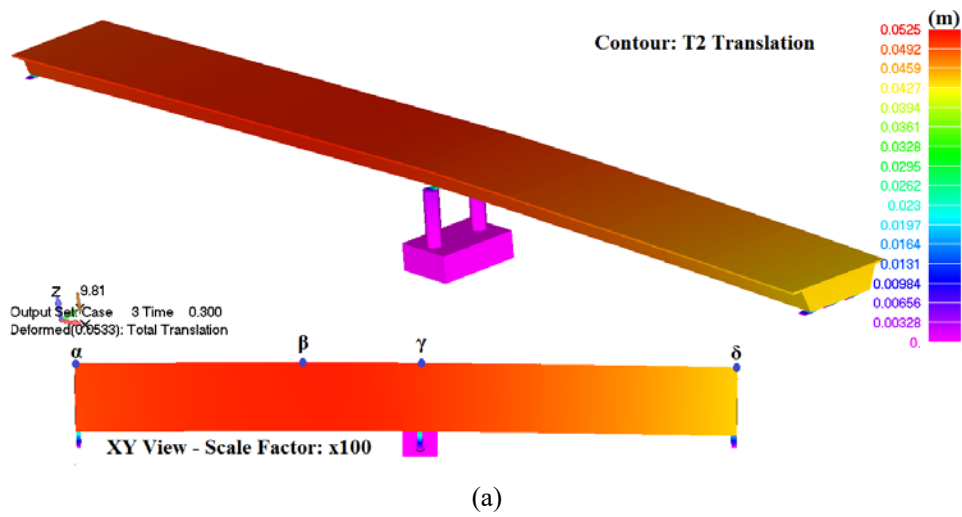 (m)
Contour: T2 Translation
0.0525
0.0492
0.0459
0.0427
0.0394
0.0361
0.0328
0.0295
0.0262
0.023
0.0197
0.0164
0.0131
0.00984
0.00656
0.00328
0.
Z
9.81
X
Output Set: Case 3 Time 0.300
Deformed(0.0533): Total Translation
α β γ δ
XY View - Scale Factor: x100
(a)